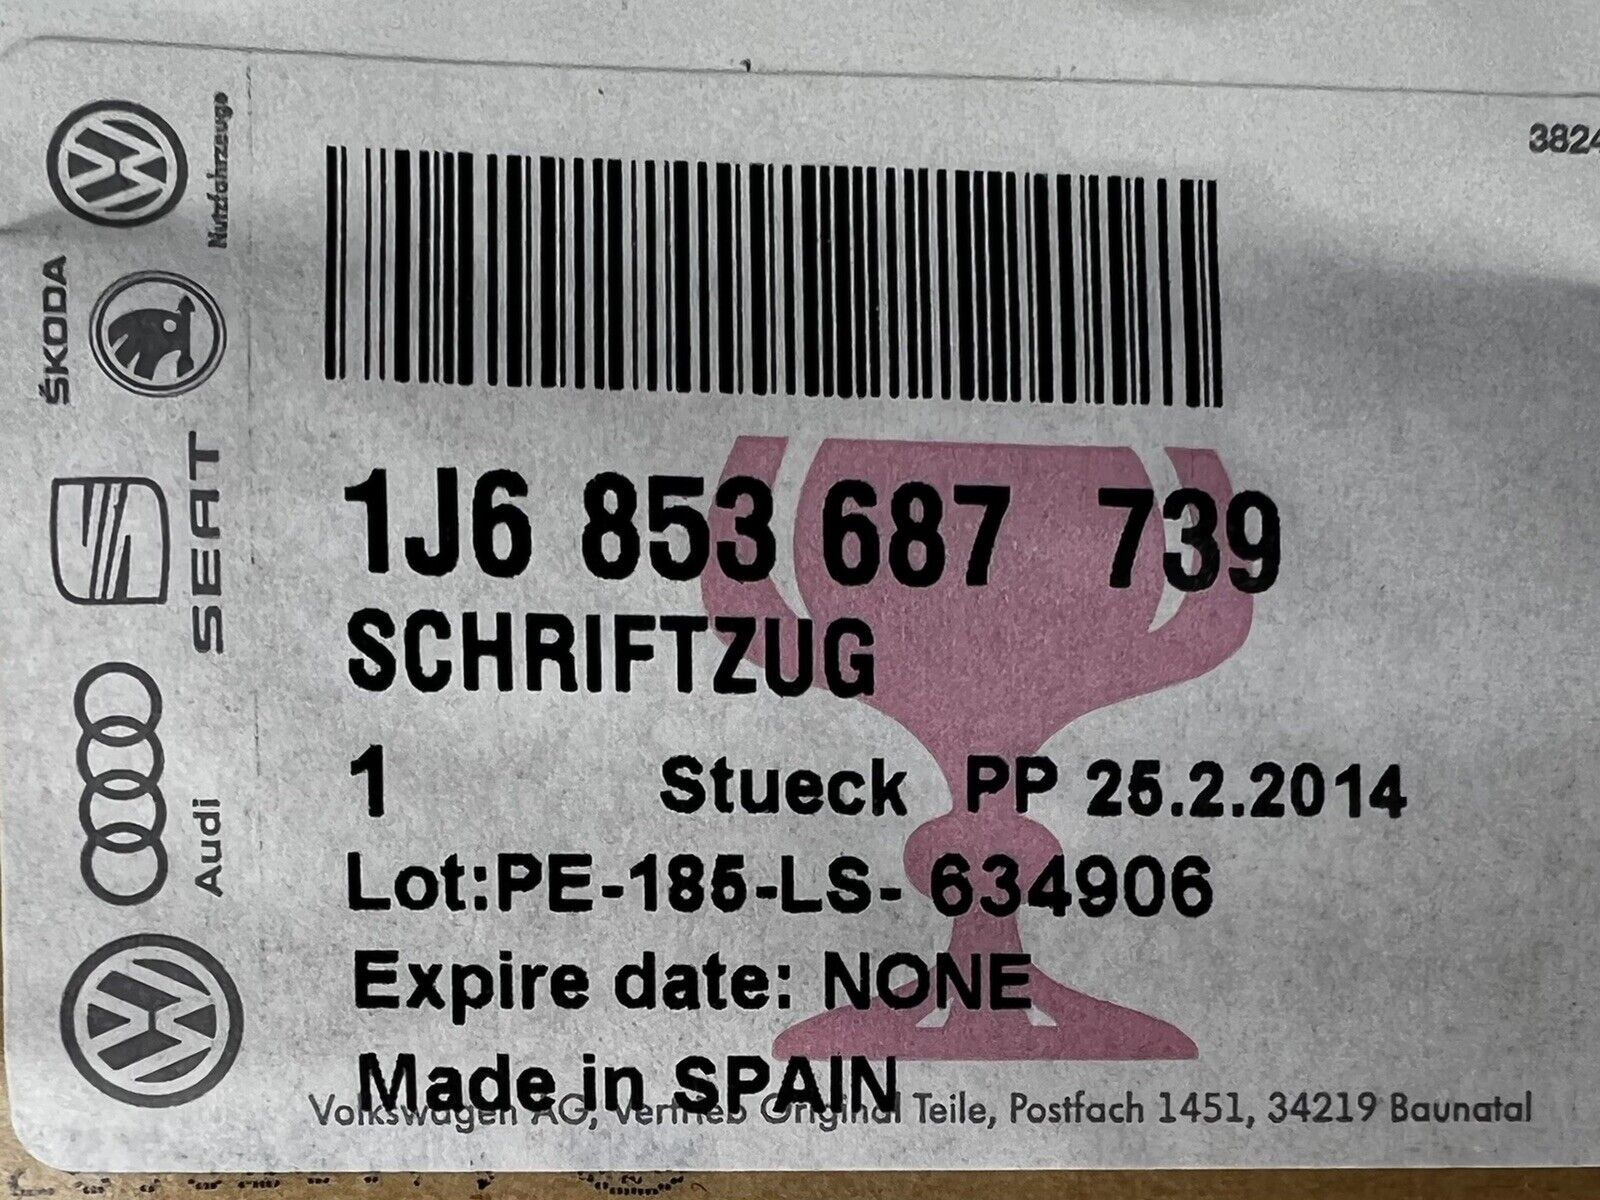 3824
Nutzfahrzeuge
ŠKODA
SEAT
Audi
1J6 853 687 739
SCHRIFTZUG
1 Stueck PP 25.2.2014
Lot:PE-185-LS- 634906
Expire date: NONE
Made in SPAIN
Volkswagen AG, Vertrieb Original Teile, Postfach 1451, 34219 Baunatal